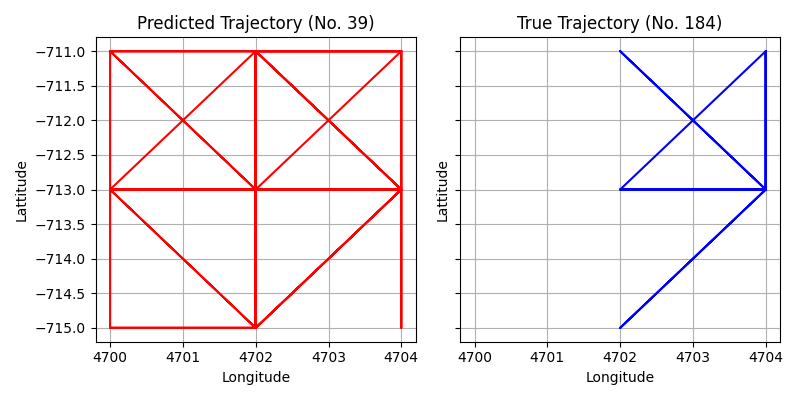 Predicted Trajectory (No. 39)
True Trajectory (No. 184)
−711.0
−711.5
−712.0
−712.5
−713.0
−713.5
−714.0
−714.5
−715.0
Lattitude
Lattitude
4700 4701 4702 4703 4704
4700 4701 4702 4703 4704
Longitude
Longitude